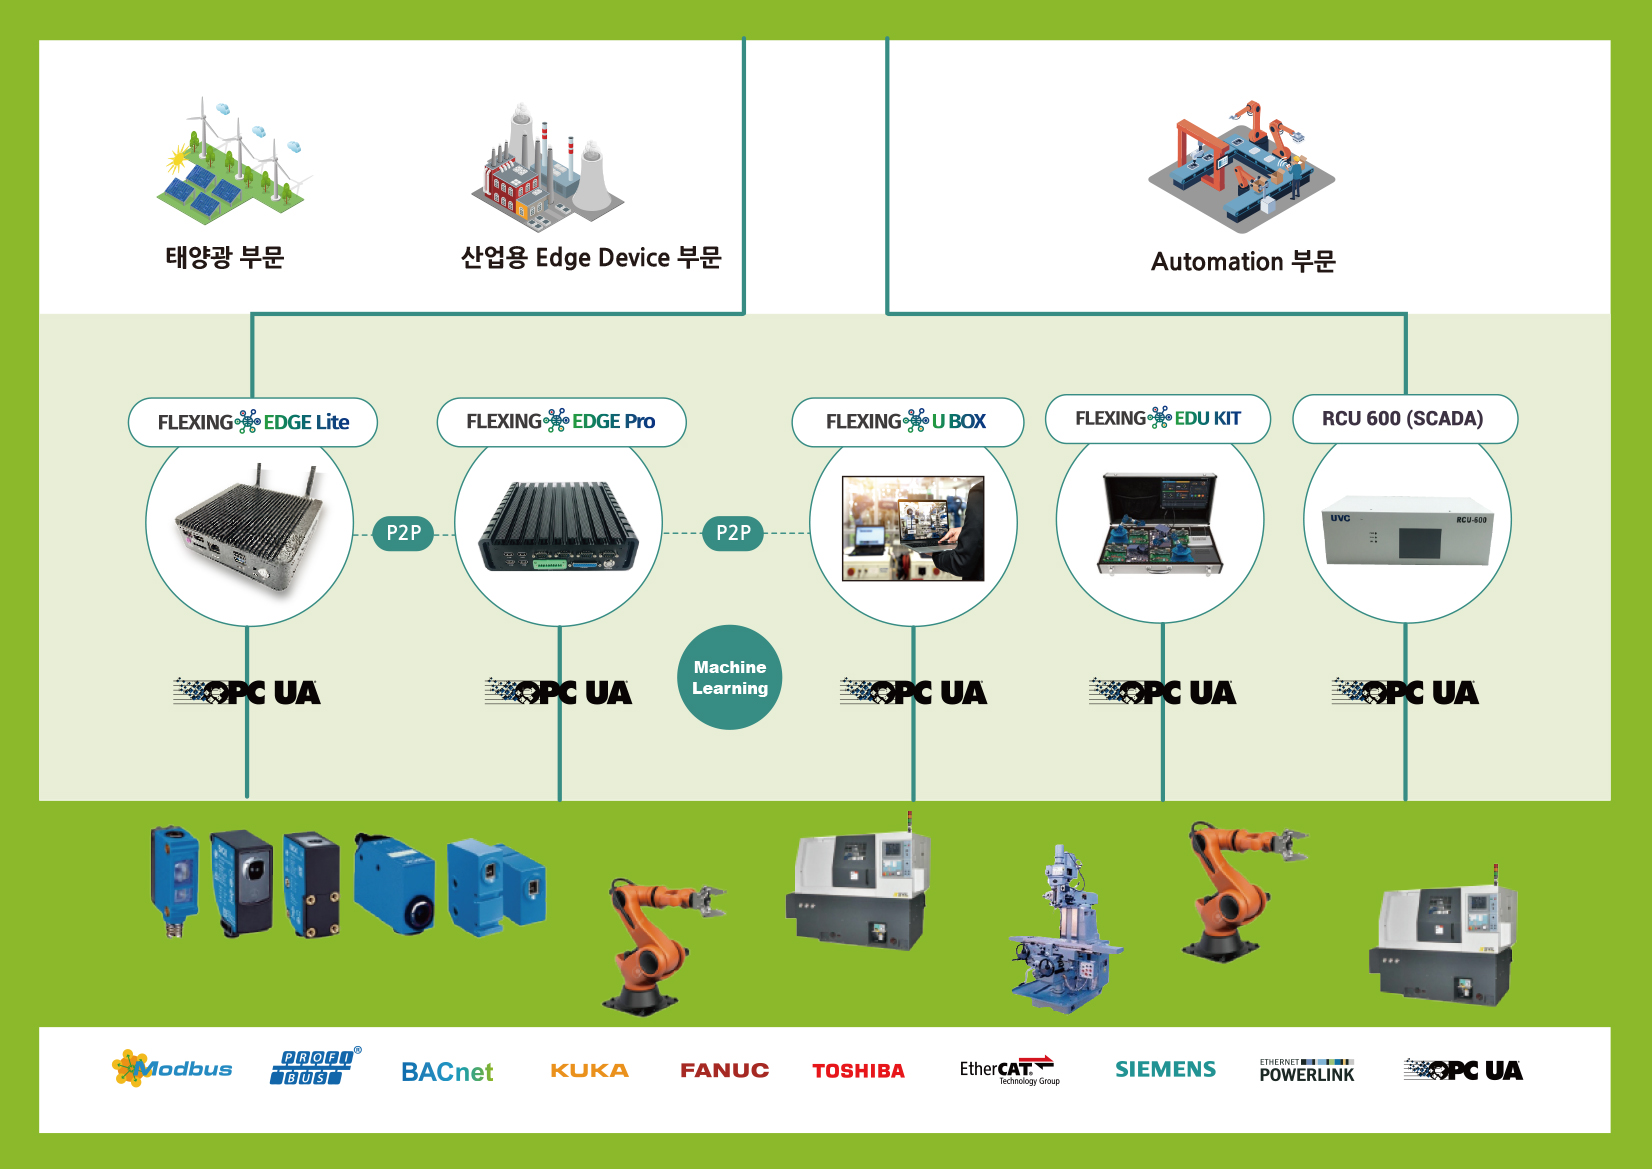 태양광 부문
산업용 Edge Device 부문
Automation 부문
FLEXING EDGE Lite
FLEXING EDGE Pro
FLEXING U BOX
FLEXING EDU KIT
RCU 600 (SCADA)
P2P
P2P
UVC
RCU-600
Machine
Learning
OPC UA
OPC UA
OPC UA
OPC UA
OPC UA
Modbus
PROFI
BUS®
BACnet
KUKA
FANUC
TOSHIBA
EtherCAT®
Technology Group
SIEMENS
ETHERNET
POWERLINK
OPC UA